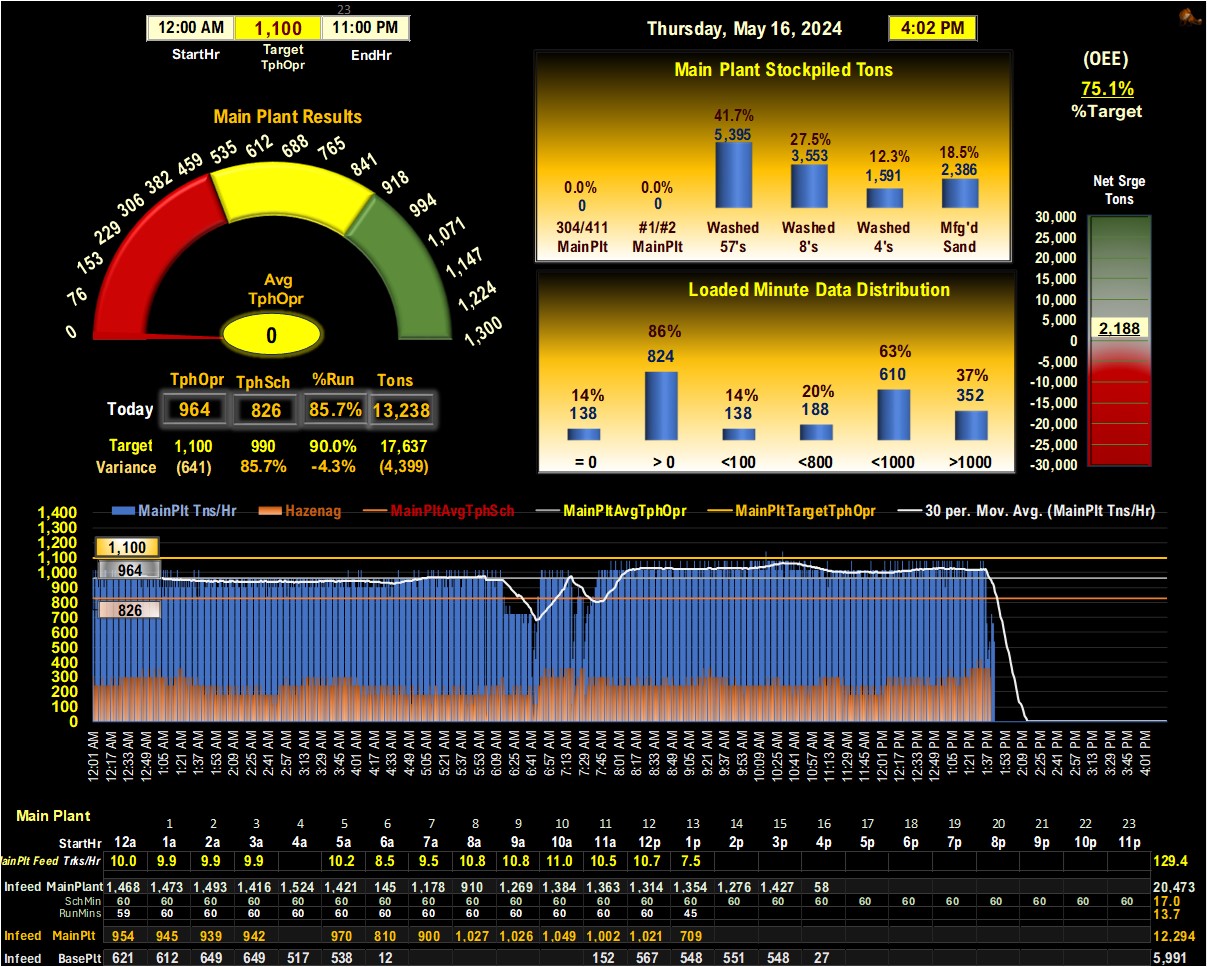 23
12:00 AM 1,100 11:00 PM
StartHr Target TphOpr EndHr
Thursday, May 16, 2024 4:02 PM
(OEE)
75.1%
%Target
Main Plant Results
0 76 153 229 306 382 459 535 612 688 765 841 918 994 1,071 1,147 1,224 1,300
Avg
TphOpr
0
TphOpr TphSch %Run Tons
Today 964 826 85.7% 13,238
Target 1,100 990 90.0% 17,637
Variance (641) 85.7% -4.3% (4,399)
Main Plant Stockpiled Tons
0.0% 0.0% 41.7% 27.5% 12.3% 18.5%
0 0 5,395 3,553 1,591 2,386
304/411 #1/#2 Washed Washed Washed Mfg'd
MainPlt MainPlt 57's 8's 4's Sand
Loaded Minute Data Distribution
14% 86% 14% 20% 63% 37%
138 824 138 188 610 352
= 0 > 0 <100 <800 <1000 >1000
Net Srge
Tons
30,000
25,000
20,000
15,000
10,000
5,000
2,188
0
-5,000
-10,000
-15,000
-20,000
-25,000
-30,000
MainPlt Tns/Hr Hazenag MainPltAvgTphSch MainPltAvgTphOpr MainPltTargetTphOpr 30 per. Mov. Avg. (MainPlt Tns/Hr)
1,400
1,300
1,200
1,100
1,000
900
800
700
600
500
400
300
200
100
0
1,100
964
826
12:01 AM 12:17 AM 12:33 AM 12:49 AM 1:05 AM 1:21 AM 1:37 AM 1:53 AM 2:09 AM 2:25 AM 2:41 AM 2:57 AM 3:13 AM 3:29 AM 3:45 AM 4:01 AM 4:17 AM 4:33 AM 4:49 AM 5:05 AM 5:21 AM 5:37 AM 5:53 AM 6:09 AM 6:25 AM 6:41 AM 6:57 AM 7:13 AM 7:29 AM 7:45 AM 8:01 AM 8:17 AM 8:33 AM 8:49 AM 9:05 AM 9:21 AM 9:37 AM 9:53 AM 10:09 AM 10:25 AM 10:41 AM 10:57 AM 11:13 AM 11:29 AM 11:45 AM 12:01 PM 12:17 PM 12:33 PM 12:49 PM 1:05 PM 1:21 PM 1:37 PM 1:53 PM 2:09 PM 2:25 PM 2:41 PM 2:57 PM 3:13 PM 3:29 PM 3:45 PM 4:01 PM
Main Plant
1 2 3 4 5 6 7 8 9 10 11 12 13 14 15 16 17 18 19 20 21 22 23
StartHr 12a 1a 2a 3a 4a 5a 6a 7a 8a 9a 10a 11a 12p 1p 2p 3p 4p 5p 6p 7p 8p 9p 10p 11p
MainPlt Feed Trks/Hr 10.0 9.9 9.9 9.9 10.2 8.5 9.5 10.8 10.8 11.0 10.5 10.7 7.5 129.4
Infeed MainPlant 1,468 1,473 1,493 1,416 1,524 1,421 145 1,178 910 1,269 1,384 1,363 1,314 1,354 1,276 1,427 58 20,473
SchMin 60 60 60 60 60 60 60 60 60 60 60 60 60 60 60 60 60 60 60 60 60 60 60 17.0
RunMins 59 60 60 60 60 60 60 60 60 60 60 60 45 13.7
Infeed MainPlt 954 945 939 942 970 810 900 1,027 1,026 1,049 1,002 1,021 709 12,294
Infeed BasePlt 621 612 649 649 517 538 12 152 567 548 551 548 27 5,991